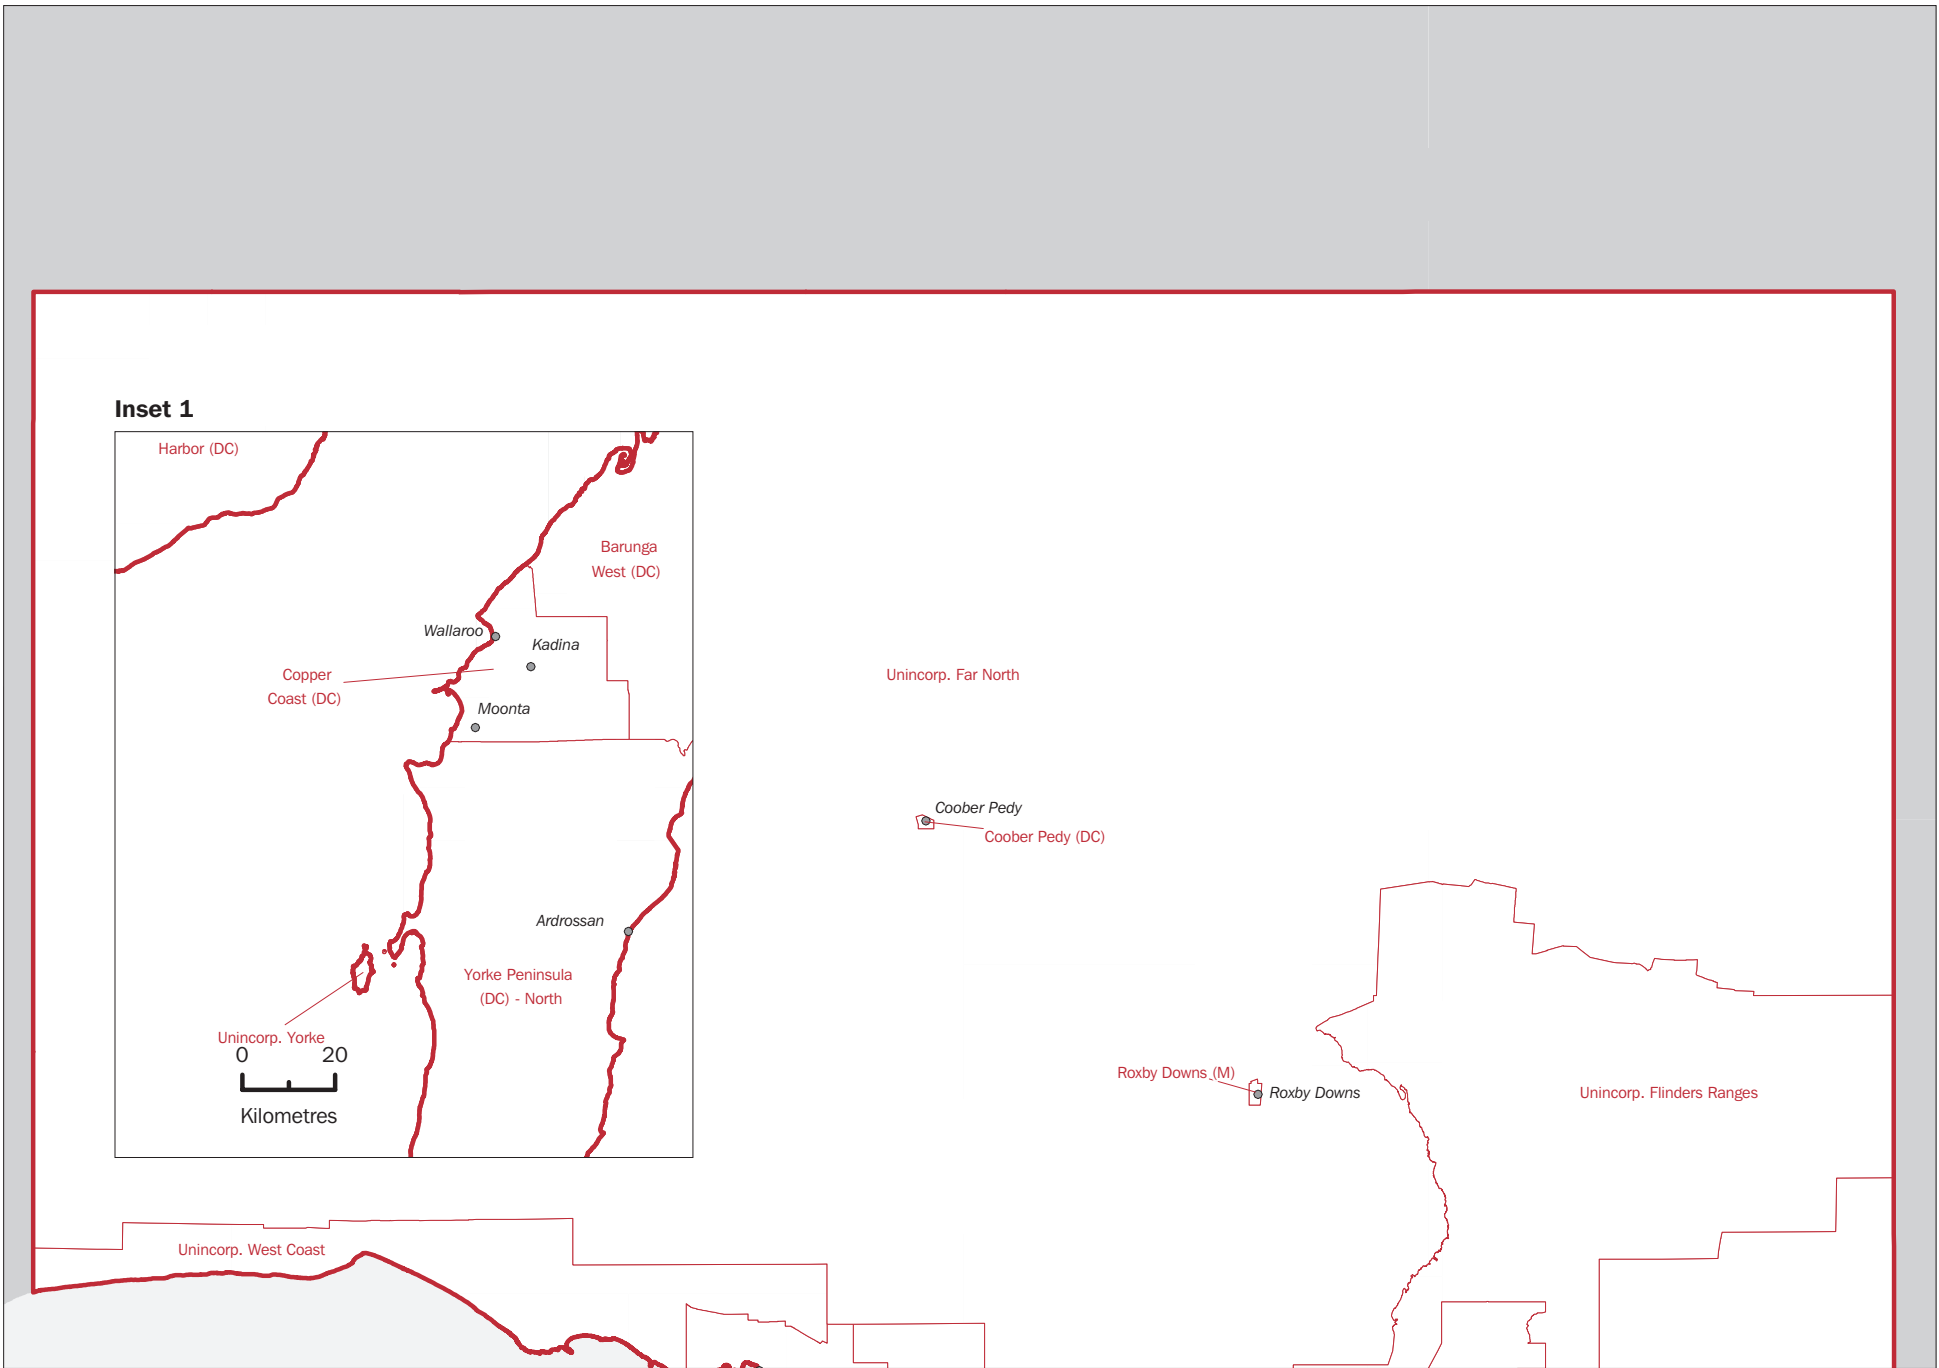 Inset 1
Harbor (DC)
Barunga
West (DC)
Wallaroo
Kadina
Copper
Coast (DC)
Moonta
Unincorp. Far North
Coober Pedy
Coober Pedy (DC)
Ardrossan
Yorke Peninsula
(DC) - North
Unincorp. Yorke
0 20
Kilometres
Roxby Downs (M)
Roxby Downs
Unincorp. Flinders Ranges
Unincorp. West Coast